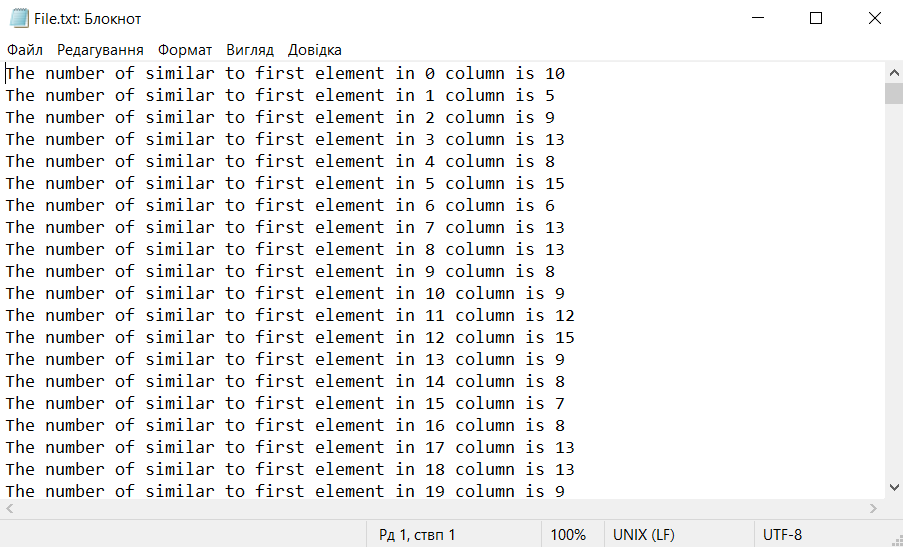 File.txt: Блокнот
Файл Редагування Формат Вигляд Довідка
The number of similar to first element in 0 column is 10
The number of similar to first element in 1 column is 5
The number of similar to first element in 2 column is 9
The number of similar to first element in 3 column is 13
The number of similar to first element in 4 column is 8
The number of similar to first element in 5 column is 15
The number of similar to first element in 6 column is 6
The number of similar to first element in 7 column is 13
The number of similar to first element in 8 column is 13
The number of similar to first element in 9 column is 8
The number of similar to first element in 10 column is 9
The number of similar to first element in 11 column is 12
The number of similar to first element in 12 column is 15
The number of similar to first element in 13 column is 9
The number of similar to first element in 14 column is 8
The number of similar to first element in 15 column is 7
The number of similar to first element in 16 column is 8
The number of similar to first element in 17 column is 13
The number of similar to first element in 18 column is 13
The number of similar to first element in 19 column is 9
Рд 1, ствп 1 100% UNIX (LF) UTF-8